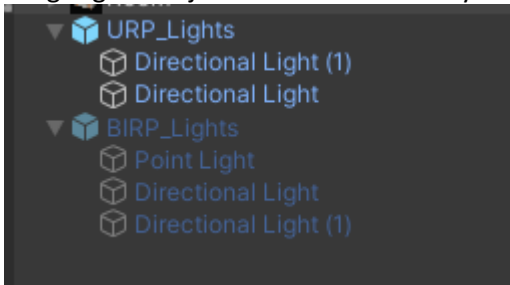 URP_Lights
Directional Light (1)
Directional Light
BIRP_Lights
Point Light
Directional Light
Directional Light (1)